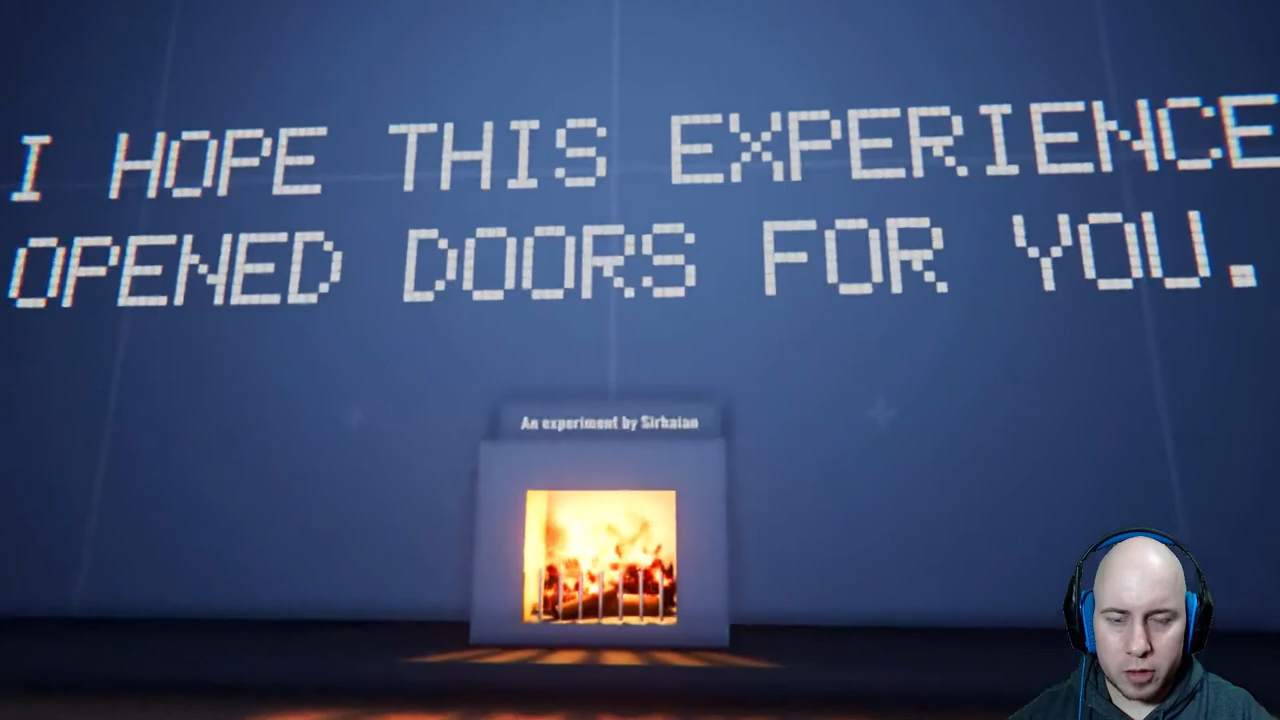 I HOPE THIS EXPERIENCE
OPENED DOORS FOR YOU.
An experiment by Sirhaian